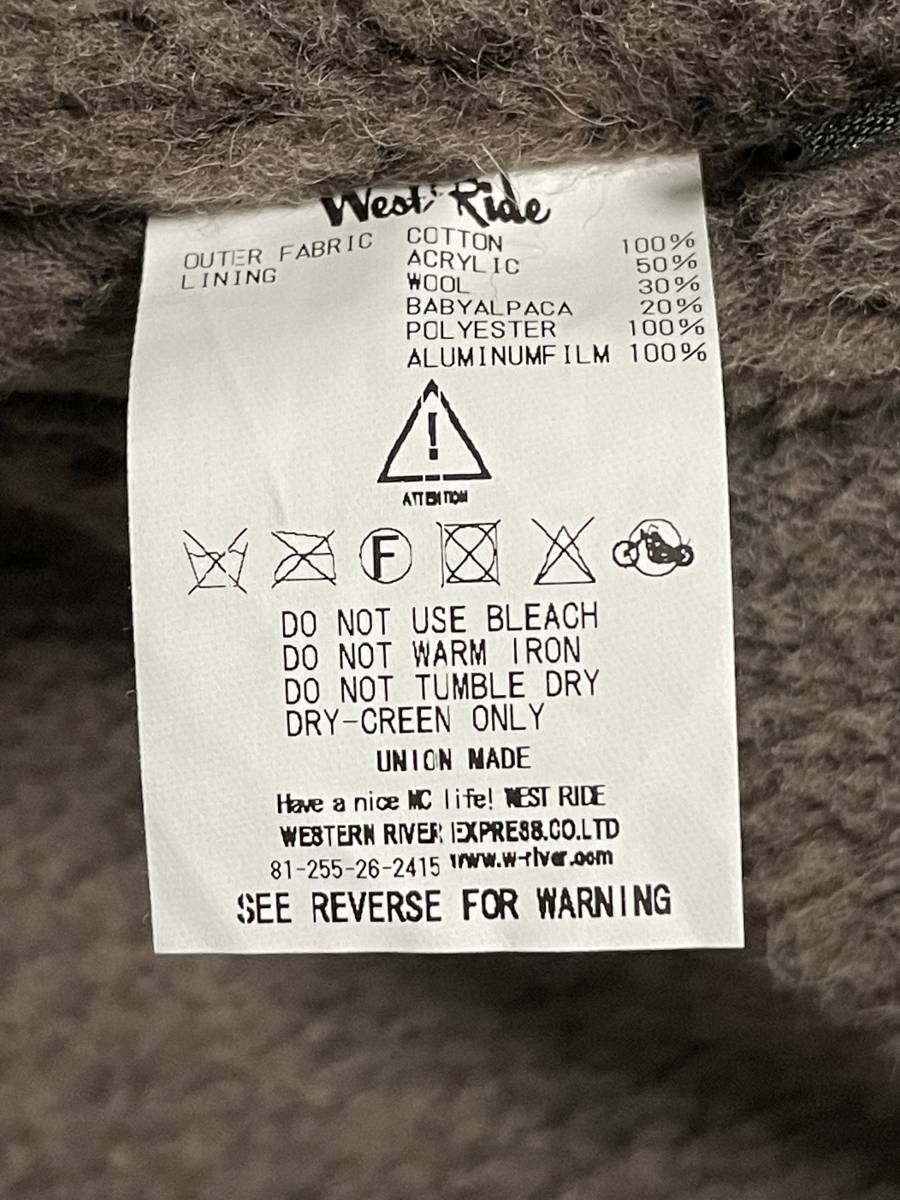 West Ride
OUTER FABRIC COTTON 100%
LINING ACRYLIC 50%
WOOL 30%
BABYALPACA 20%
POLYESTER 100%
ALUMINUMFILM 100%
!
ATTENTION
F
DO NOT USE BLEACH
DO NOT WARM IRON
DO NOT TUMBLE DRY
DRY-CREEN ONLY
UNION MADE
Have a nice MC life! WEST RIDE
WESTERN RIVER EXPRESS.CO.LTD
81-255-26-2415 www.w-river.com
SEE REVERSE FOR WARNING